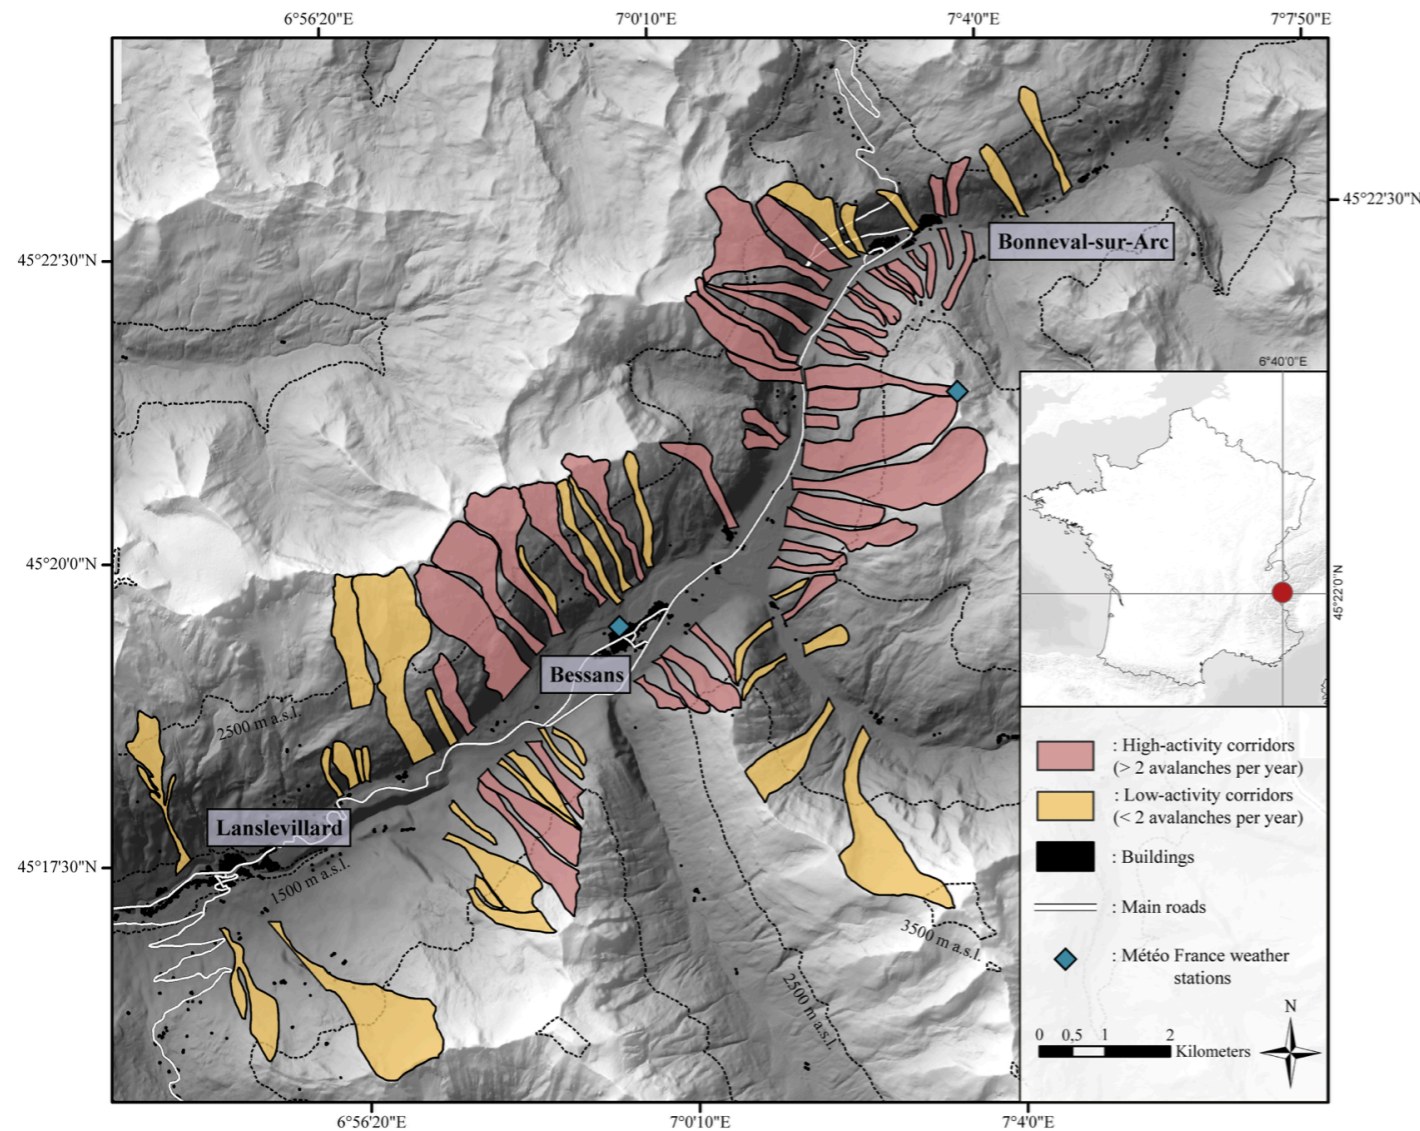 6°56'20"E
7°0'10"E
7°4'0"E
7°7'50"E
45°22'30"N
Bonneval-sur-Arc
45°22'30"N
6°40'0"E
45°20'0"N
45°22'0"N
Bessans
2500 m a.s.l.
: High-activity corridors
(> 2 avalanches per year)
: Low-activity corridors
(< 2 avalanches per year)
Lanslevillard
: Buildings
45°17'30"N
1500 m a.s.l.
: Main roads
3500 m a.s.l.
: Météo France weather
stations
2500 m a.s.l.
N
0 0,5 1 2
Kilometers
6°56'20"E
7°0'10"E
7°4'0"E